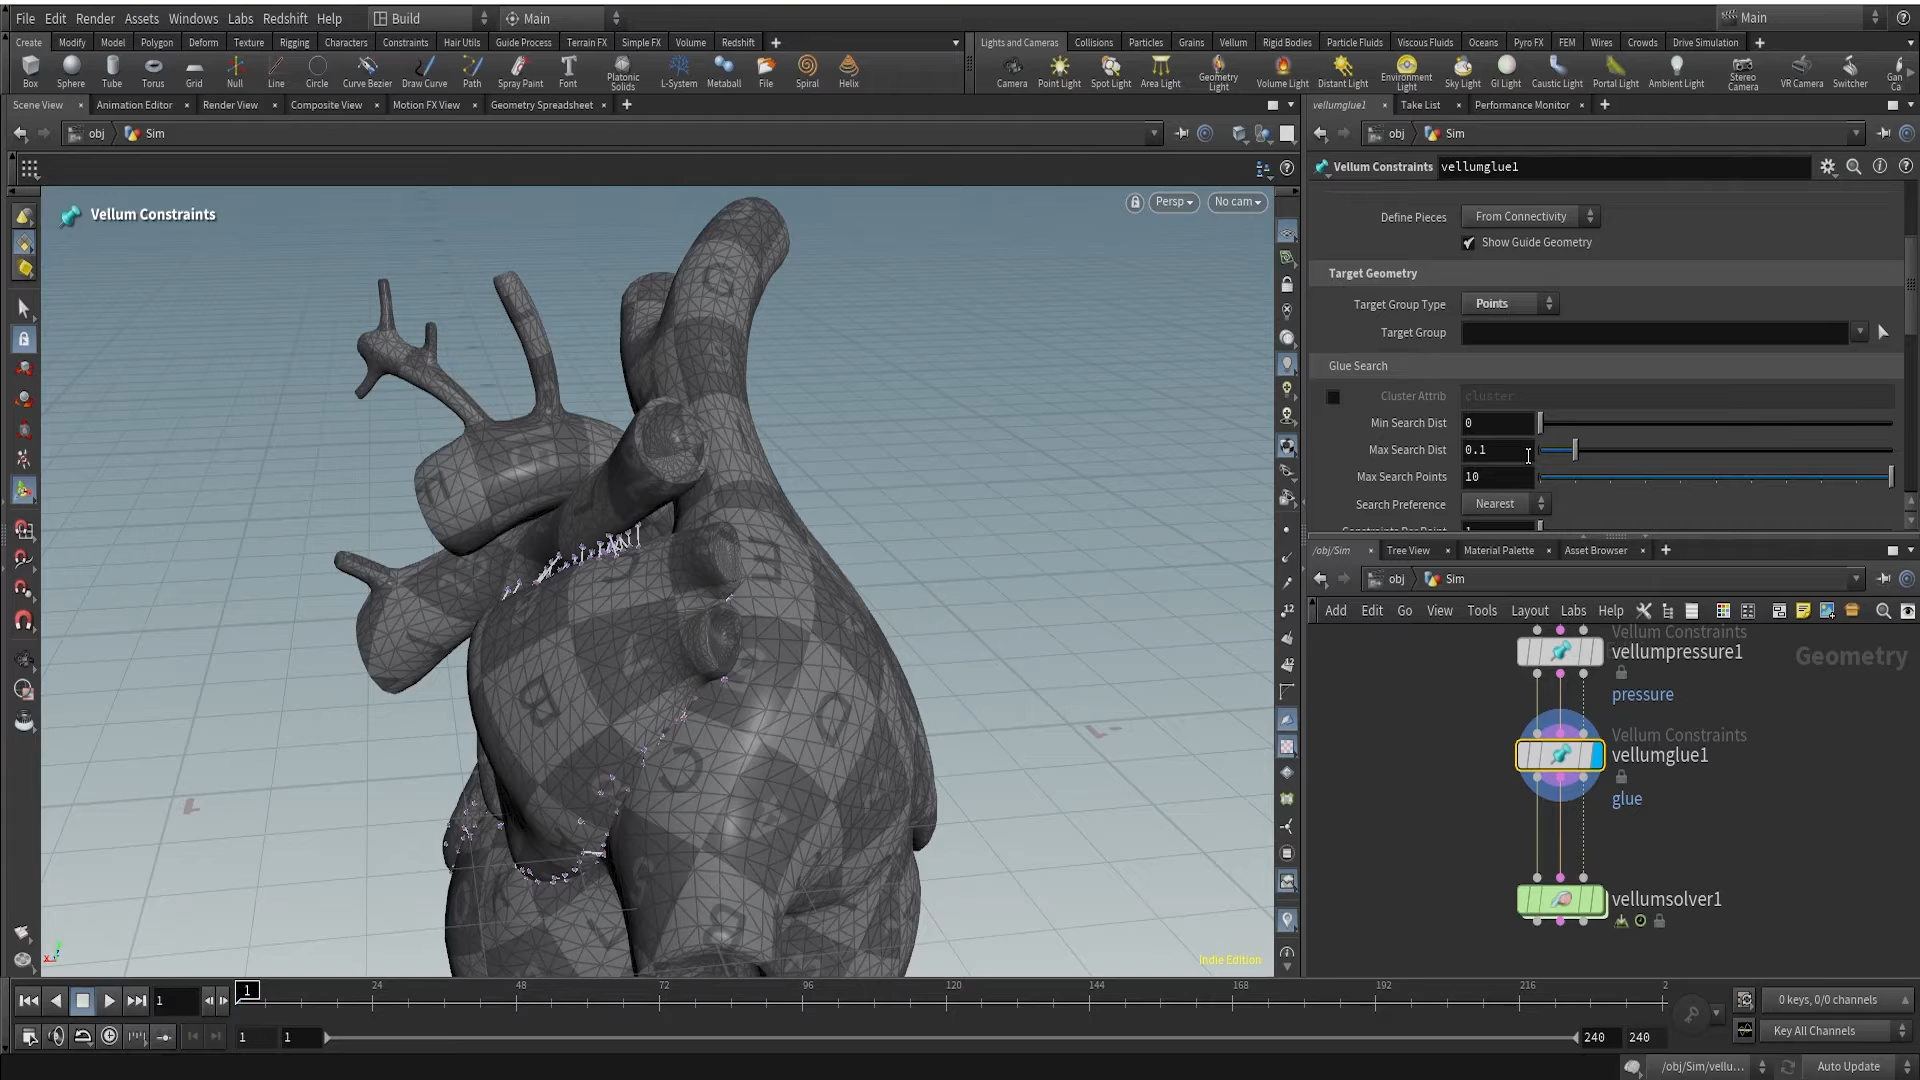 File Edit Render Assets Windows Labs Redshift Help Build Main Main
Create Modify Model Polygon Deform Texture Rigging Characters Constraints Hair Utils Guide Process Terrain FX Simple FX Volume Redshift
Lights and Cameras Collisions Particles Grains Vellum Rigid Bodies Particle Fluids Viscous Fluids Oceans Pyro FX FEM Wires Crowds Drive Simulation
Box Sphere Tube Torus Grid Null Line Circle Curve Bezier Draw Curve Path Spray Paint Font Platonic Solids L-System Metaball File Spiral Helix
Camera Point Light Spot Light Area Light Geometry Light Volume Light Distant Light Environment Light Sky Light GI Light Caustic Light Portal Light Ambient Light Stereo Camera VR Camera Switcher Gan Ca
Scene View Animation Editor Render View Composite View Motion FX View Geometry Spreadsheet
vellumglue1 Take List Performance Monitor
obj Sim
obj Sim
Vellum Constraints vellumglue1
Vellum Constraints
Persp No cam
Define Pieces From Connectivity
Show Guide Geometry
Target Geometry
Target Group Type Points
Target Group
Glue Search
Cluster Attrib cluster
Min Search Dist 0
Max Search Dist 0.1
Max Search Points 10
Search Preference Nearest
Constraints Per Point 1
/obj/Sim Tree View Material Palette Asset Browser
obj Sim
Add Edit Go View Tools Layout Labs Help
Vellum Constraints
vellumpressure1
pressure
Geometry
Vellum Constraints
vellumglue1
glue
vellumsolver1
B
C
Indie Edition
1 1 24 48 72 96 120 144 168 192 216 2
0 keys, 0/0 channels
1 1 240 240
Key All Channels
/obj/Sim/vellu... Auto Update